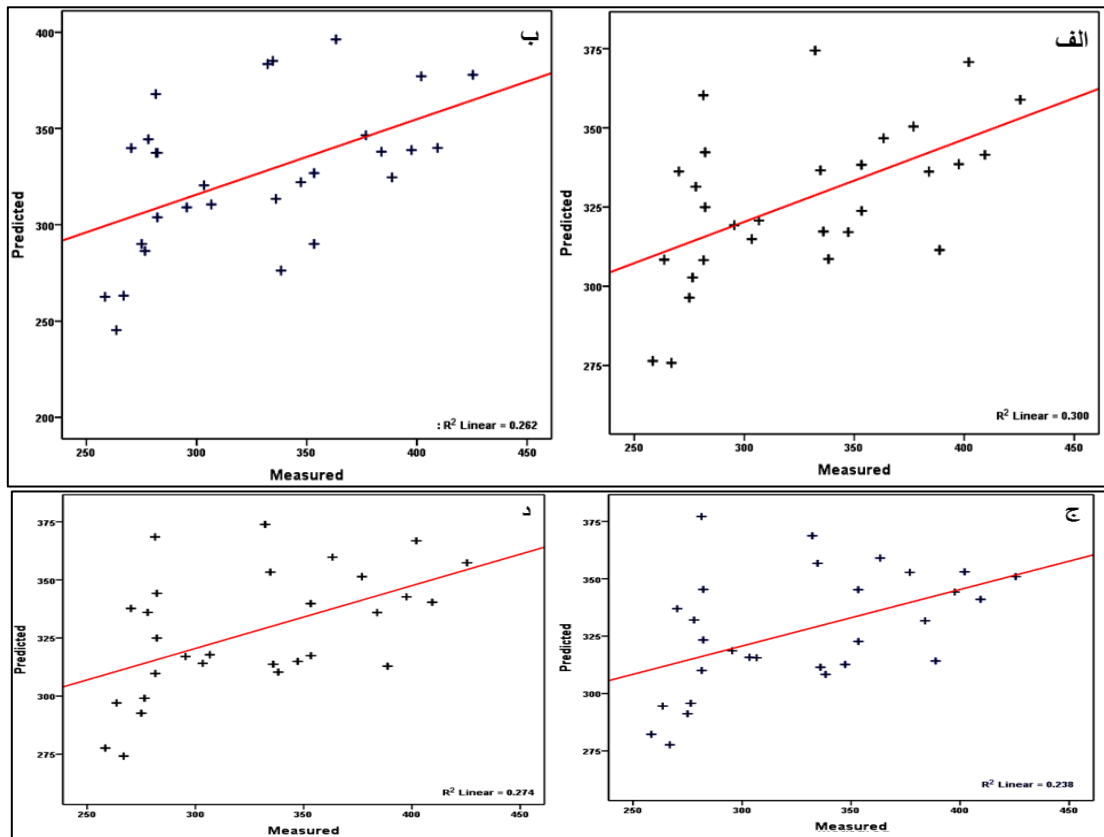 الف
Predicted
375
350
325
300
275
R² Linear = 0.300
250 300 350 400 450
Measured
ب
Predicted
400
350
300
250
200
: R² Linear = 0.262
250 300 350 400 450
Measured
ج
Predicted
375
350
325
300
275
R² Linear = 0.238
250 300 350 400 450
Measured
د
Predicted
375
350
325
300
275
R² Linear = 0.274
250 300 350 400 450
Measured